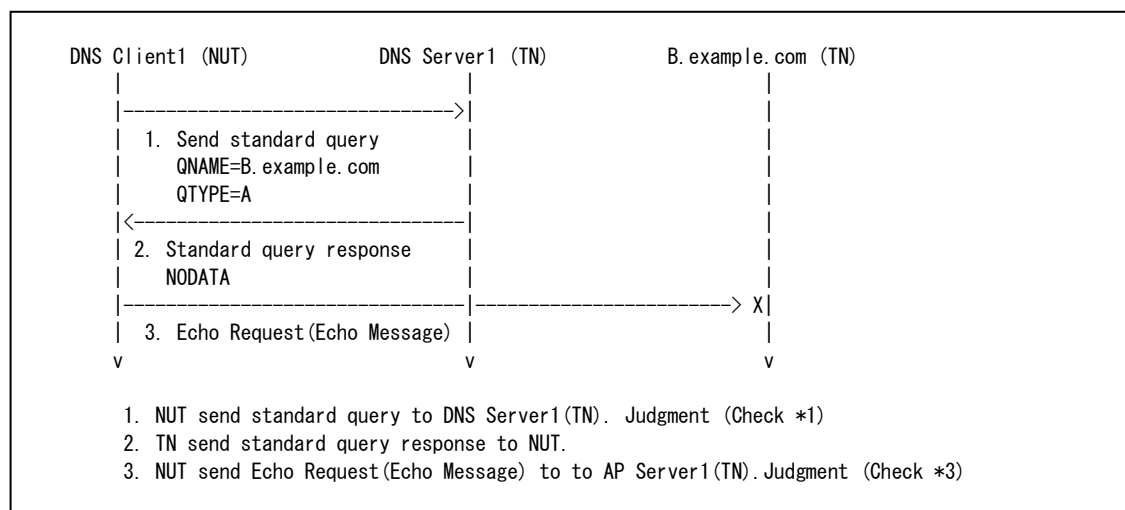 DNS Client1 (NUT) DNS Server1 (TN) B.example.com (TN)
1. Send standard query
QNAME=B.example.com
QTYPE=A
2. Standard query response
NODATA
X
3. Echo Request(Echo Message)
v v v
1. NUT send standard query to DNS Server1(TN). Judgment (Check *1)
2. TN send standard query response to NUT.
3. NUT send Echo Request(Echo Message) to to AP Server1(TN).Judgment (Check *3)